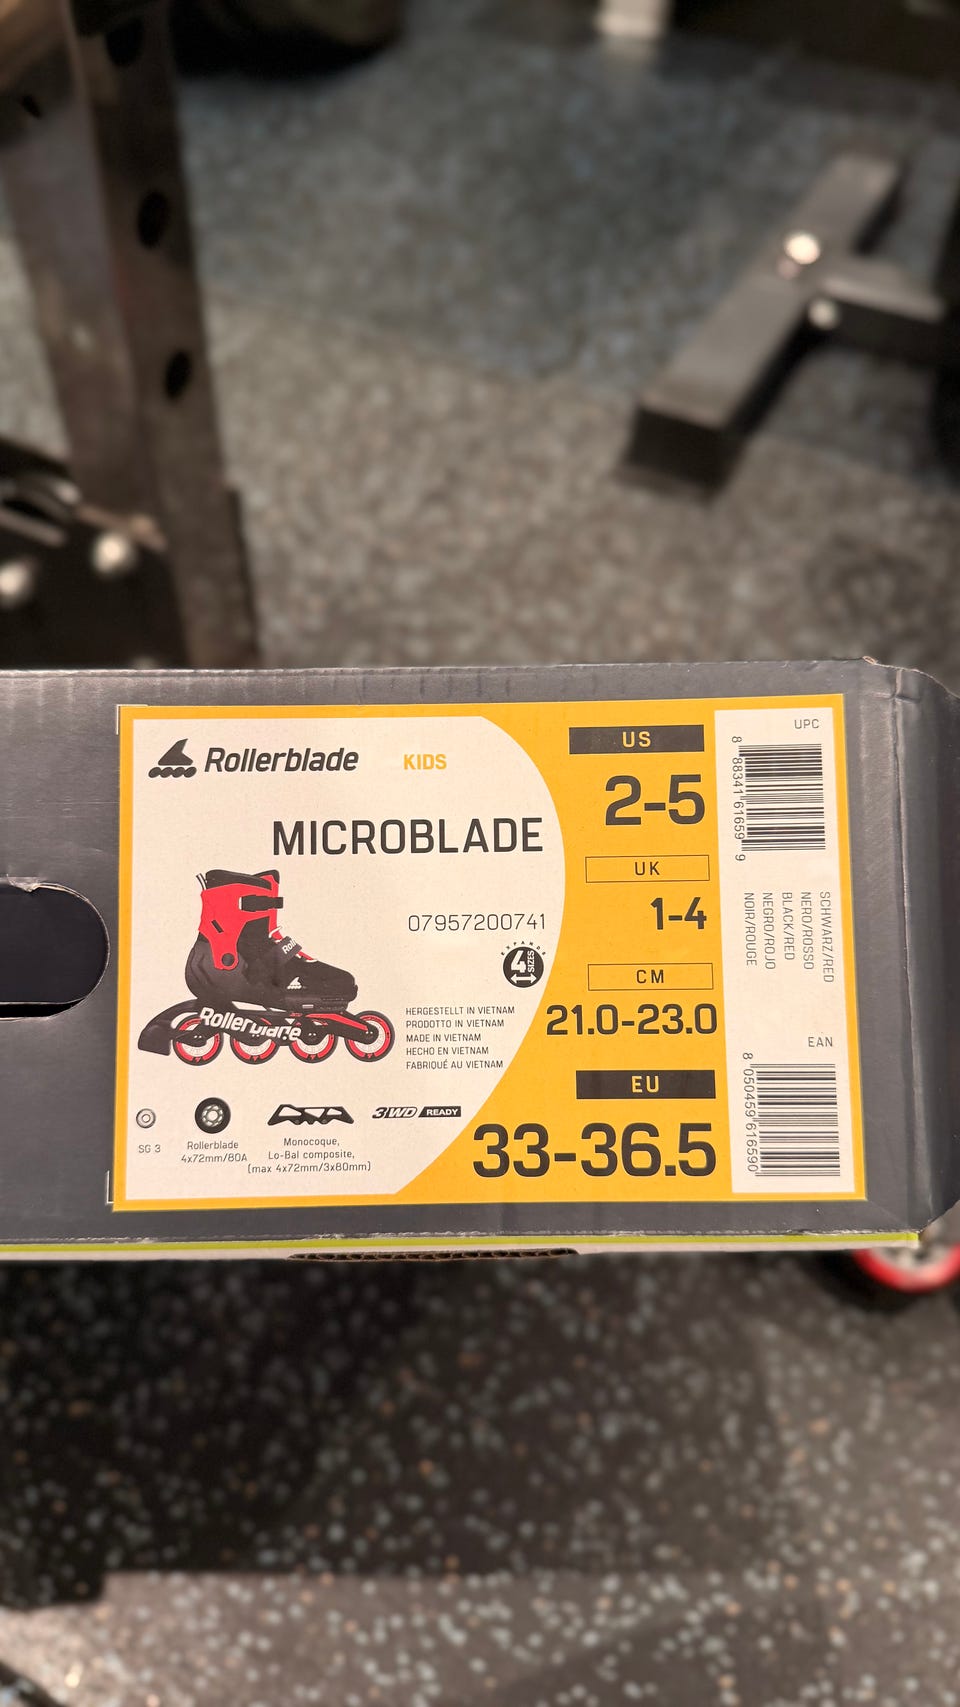 Rollerblade KIDS
MICROBLADE
07957200741
EXPANDS
4 SIZES
Rollerblade
HERGESTELLT IN VIETNAM
PRODOTTO IN VIETNAM
MADE IN VIETNAM
HECHO EN VIETNAM
FABRIQUÉ AU VIETNAM
SG 3
Rollerblade
4x72mm/80A
Monocoque,
Lo-Bal composite,
(max 4x72mm/3x80mm)
3WD READY
US
2-5
UK
1-4
CM
21.0-23.0
EU
33-36.5
UPC
8 88341 61659 9
SCHWARZ/RED
NERO/ROSSO
BLACK/RED
NEGRO/ROJO
NOIR/ROUGE
EAN
8 050459 616590